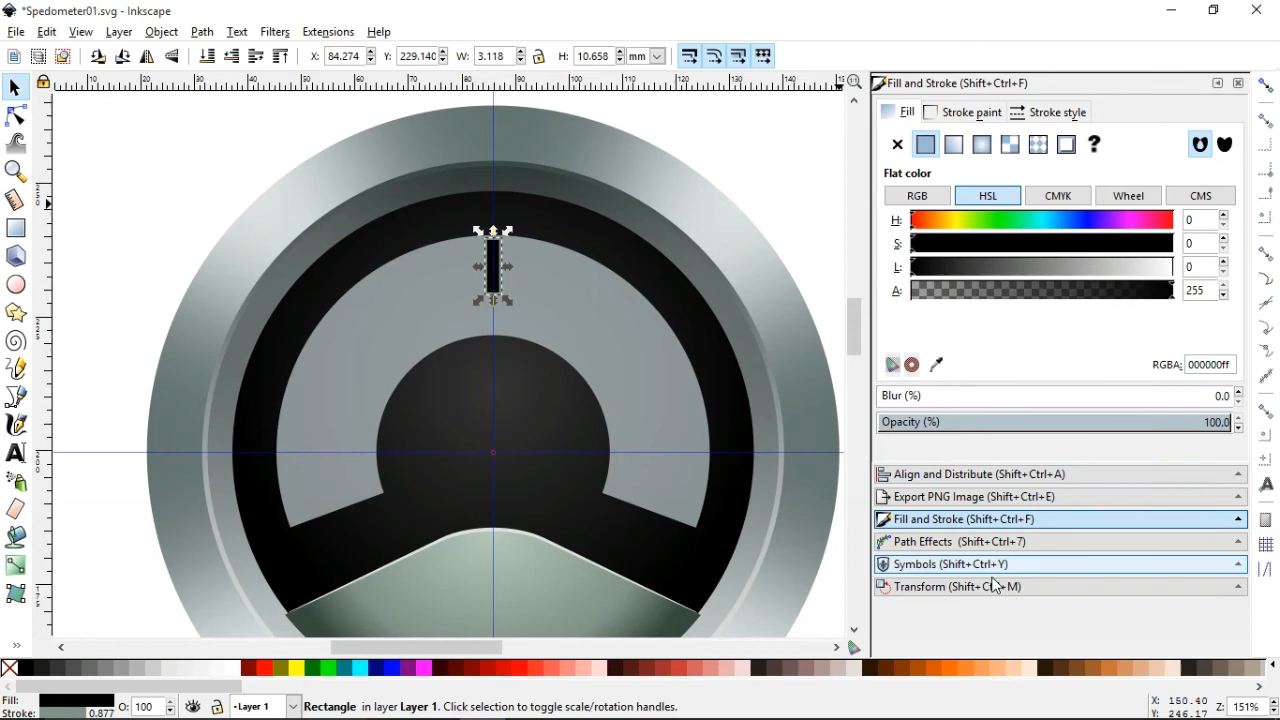 *Spedometer01.svg - Inkscape
File Edit View Layer Object Path Text Filters Extensions Help
X: 84.274 Y: 229.140 W: 3.118 H: 10.658 mm
Fill and Stroke (Shift+Ctrl+F)
Fill Stroke paint Stroke style
Flat color
RGB HSL CMYK Wheel CMS
H: 0
S: 0
L: 0
A: 255
RGBA: 000000ff
Blur (%) 0.0
Opacity (%) 100.0
Align and Distribute (Shift+Ctrl+A)
Export PNG Image (Shift+Ctrl+E)
Fill and Stroke (Shift+Ctrl+F)
Path Effects (Shift+Ctrl+7)
Symbols (Shift+Ctrl+Y)
Transform (Shift+Ctrl+M)
Fill:
Stroke: 0.877
O: 100
Layer 1
Rectangle in layer Layer 1. Click selection to toggle scale/rotation handles.
X: 150.40
Y: 246.17
Z: 151%